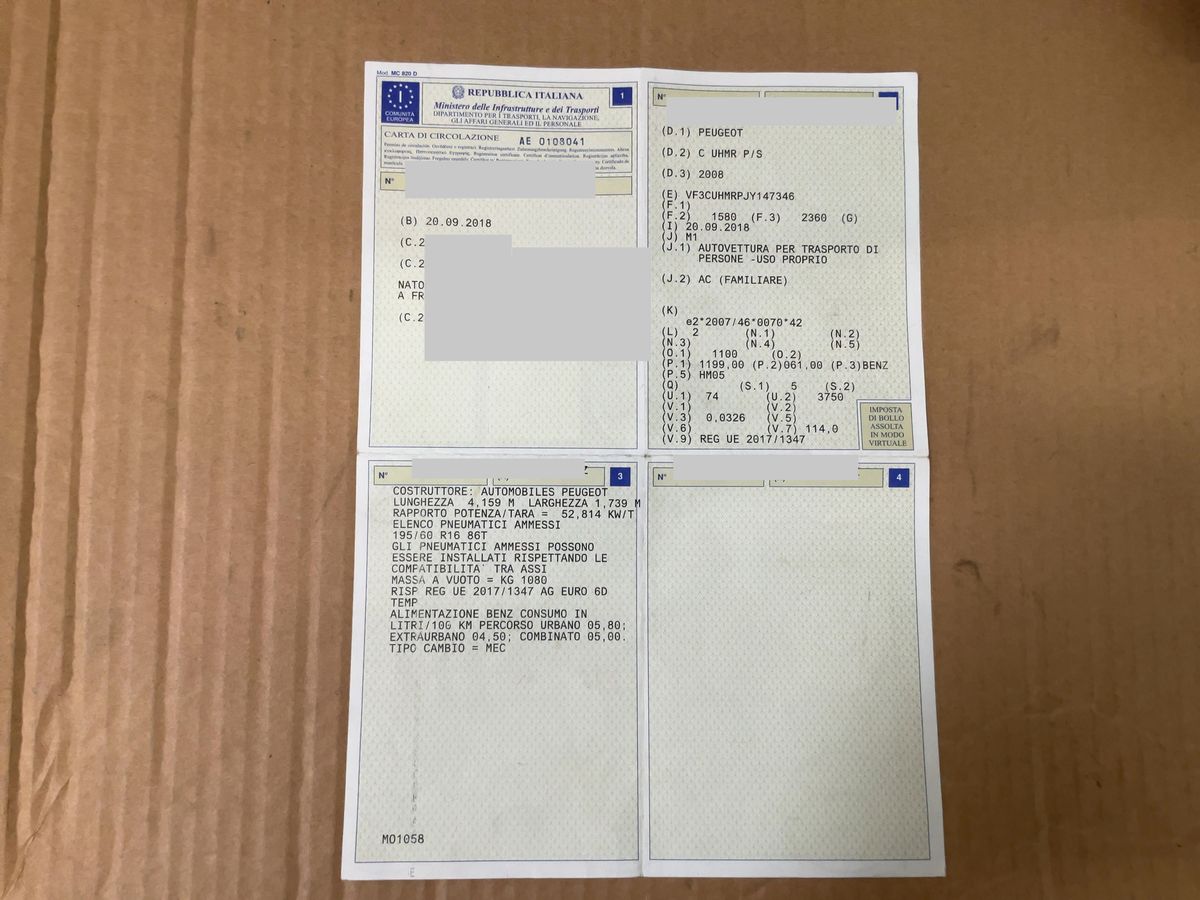 Mod. MC 820 D
I
COMUNITÀ
EUROPEA
REPUBBLICA ITALIANA
Ministero delle Infrastrutture e dei Trasporti
DIPARTIMENTO PER I TRASPORTI, LA NAVIGAZIONE,
GLI AFFARI GENERALI ED IL PERSONALE
1
CARTA DI CIRCOLAZIONE AE 0108041
N°
(B) 20.09.2018
(C.2
(C.2
NATO
A FR
(C.2
N°
(D.1) PEUGEOT
(D.2) C UHMR P/S
(D.3) 2008
(E) VF3CUHMRPJY147346
(F.1)
(F.2) 1580 (F.3) 2360 (G)
(I) 20.09.2018
(J) M1
(J.1) AUTOVETTURA PER TRASPORTO DI
PERSONE -USO PROPRIO
(J.2) AC (FAMILIARE)
(K)
e2*2007/46*0070*42
(L) 2 (N.1) (N.2)
(N.3) (N.4) (N.5)
(O.1) 1100 (O.2)
(P.1) 1199,00 (P.2)061,00 (P.3)BENZ
(P.5) HM05
(Q) (S.1) 5 (S.2)
(U.1) 74 (U.2) 3750
(V.1) (V.2)
(V.3) 0,0326 (V.5)
(V.6) (V.7) 114,0
(V.9) REG UE 2017/1347
IMPOSTA
DI BOLLO
ASSOLTA
IN MODO
VIRTUALE
N°
3
COSTRUTTORE: AUTOMOBILES PEUGEOT
LUNGHEZZA 4,159 M LARGHEZZA 1,739 M
RAPPORTO POTENZA/TARA = 52,814 KW/T
ELENCO PNEUMATICI AMMESSI
195/60 R16 86T
GLI PNEUMATICI AMMESSI POSSONO
ESSERE INSTALLATI RISPETTANDO LE
COMPATIBILITA' TRA ASSI
MASSA A VUOTO = KG 1080
RISP REG UE 2017/1347 AG EURO 6D
TEMP
ALIMENTAZIONE BENZ CONSUMO IN
LITRI/100 KM PERCORSO URBANO 05,80;
EXTRAURBANO 04,50; COMBINATO 05,00.
TIPO CAMBIO = MEC
MO1058
E
N°
4